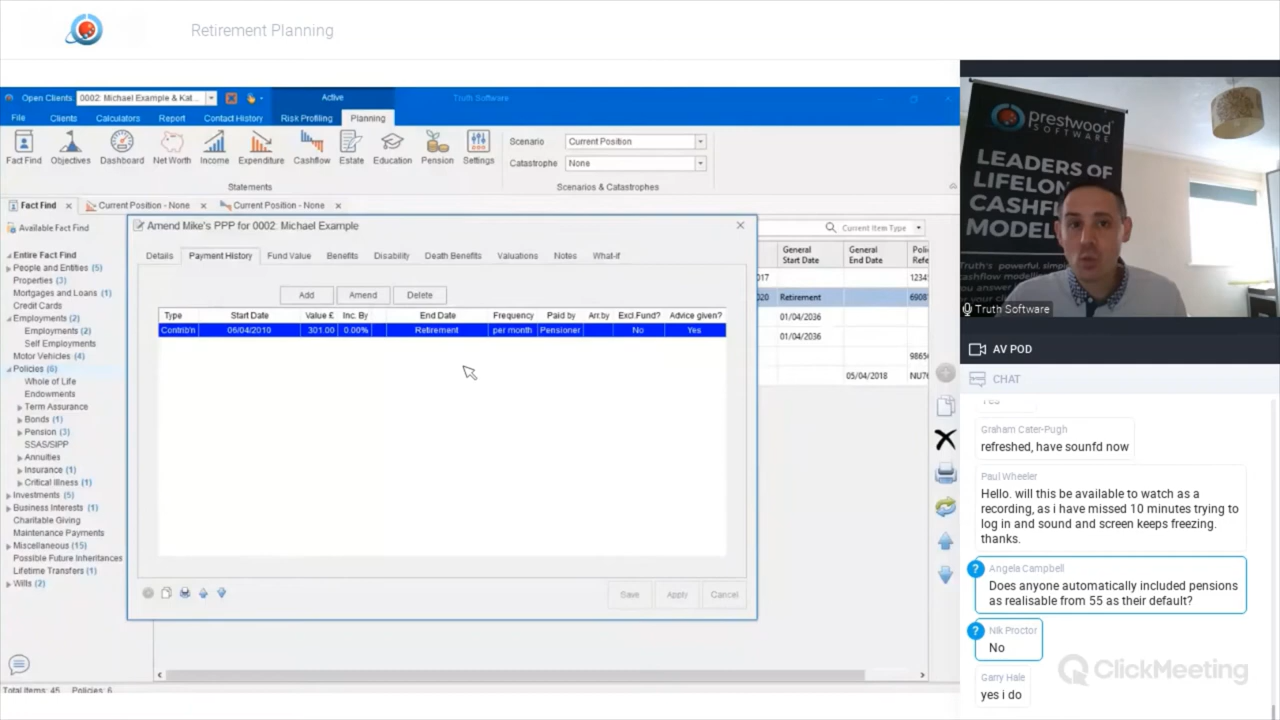 Retirement Planning
Open Clients 0002: Michael Example & Kat...
Active
Truth Software
File Clients Calculators Report Contact History Risk Profiling Planning
Fact Find Objectives Dashboard Net Worth Income Expenditure Cashflow Estate Education Pension Settings
Scenario Current Position
Catastrophe None
Statements
Scenarios & Catastrophes
Fact Find Current Position - None Current Position - None
Available Fact Find
Entire Fact Find
People and Entities (5)
Properties (3)
Mortgages and Loans (1)
Credit Cards
Employments (2)
Employments (2)
Self Employments
Motor Vehicles (4)
Policies (6)
Whole of Life
Endowments
Term Assurance
Bonds (1)
Pension (3)
SSAS/SIPP
Annuities
Insurance (1)
Critical Illness (1)
Investments (5)
Business Interests (1)
Charitable Giving
Maintenance Payments
Miscellaneous (15)
Possible Future Inheritances
Lifetime Transfers (1)
Wills (2)
Total Items: 45 Policies: 6
Amend Mike's PPP for 0002: Michael Example
Details Payment History Fund Value Benefits Disability Death Benefits Valuations Notes What-If
Add Amend Delete
Type Start Date Value £ Inc. By End Date Frequency Paid by Arr.by Excl.Fund? Advice given?
Contrib'n 06/04/2010 301.00 0.00% Retirement per month Pensioner No Yes
Save Apply Cancel
Current Item Type
General
Start Date
General
End Date
017
020 Retirement 6908
01/04/2036
01/04/2036
05/04/2018 NU76
prestwood
SOFTWARE
LEADERS OF
CASHFLOW
Truth's powerful,
Truth Software
AV POD
CHAT
Graham Cater-Pugh
refreshed, have sounfd now
Paul Wheeler
Hello. will this be available to watch as a
recording, as i have missed 10 minutes trying to
log in and sound and screen keeps freezing.
thanks.
? Angela Campbell
Does anyone automatically included pensions
as realisable from 55 as their default?
? Nik Proctor
No
Garry Hale
yes i do
ClickMeeting